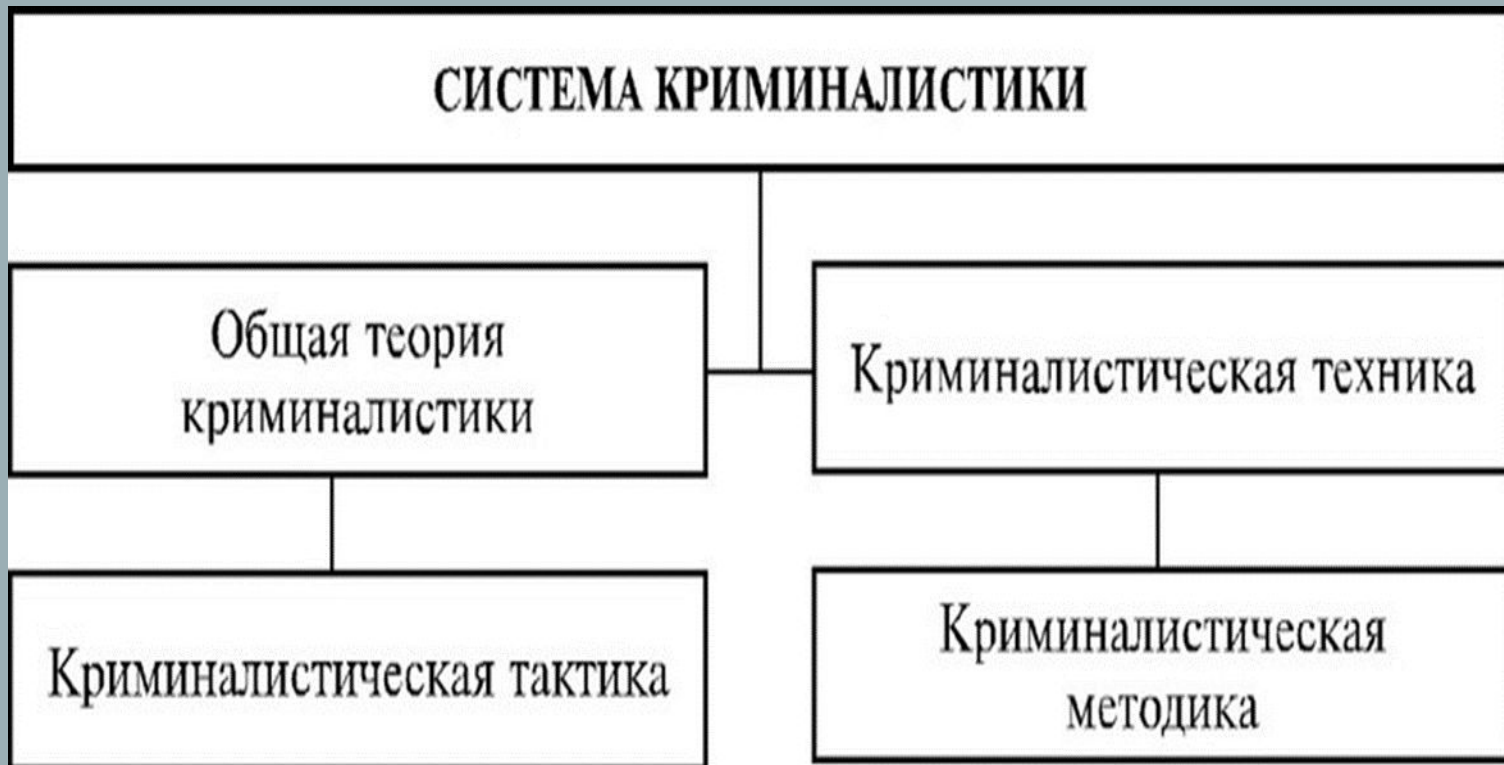 СИСТЕМА КРИМИНАЛИСТИКИ
Общая теория
криминалистики
Криминалистическая техника
Криминалистическая тактика
Криминалистическая
методика